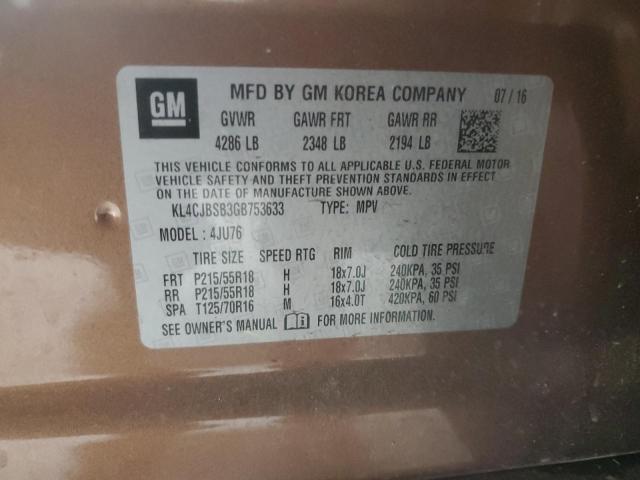 GM MFD BY GM KOREA COMPANY 07/16
GVWR GAWR FRT GAWR RR
4286 LB 2348 LB 2194 LB
THIS VEHICLE CONFORMS TO ALL APPLICABLE U.S. FEDERAL MOTOR
VEHICLE SAFETY AND THEFT PREVENTION STANDARDS IN EFFECT
ON THE DATE OF MANUFACTURE SHOWN ABOVE.
KL4CJBSB3GB753633 TYPE: MPV
MODEL: 4JU76
TIRE SIZE SPEED RTG RIM COLD TIRE PRESSURE
FRT P215/55R18 H 18x7.0J 240KPA, 35 PSI
RR P215/55R18 H 18x7.0J 240KPA, 35 PSI
SPA T125/70R16 M 16x4.0T 420KPA, 60 PSI
SEE OWNER'S MANUAL FOR MORE INFORMATION.